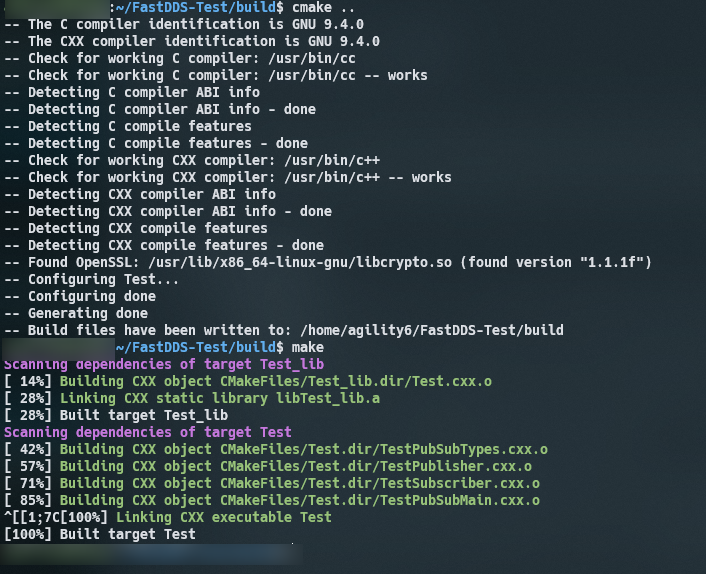 :~/FastDDS-Test/build$ cmake ..
-- The C compiler identification is GNU 9.4.0
-- The CXX compiler identification is GNU 9.4.0
-- Check for working C compiler: /usr/bin/cc
-- Check for working C compiler: /usr/bin/cc -- works
-- Detecting C compiler ABI info
-- Detecting C compiler ABI info - done
-- Detecting C compile features
-- Detecting C compile features - done
-- Check for working CXX compiler: /usr/bin/c++
-- Check for working CXX compiler: /usr/bin/c++ -- works
-- Detecting CXX compiler ABI info
-- Detecting CXX compiler ABI info - done
-- Detecting CXX compile features
-- Detecting CXX compile features - done
-- Found OpenSSL: /usr/lib/x86_64-linux-gnu/libcrypto.so (found version "1.1.1f")
-- Configuring Test...
-- Configuring done
-- Generating done
-- Build files have been written to: /home/agility6/FastDDS-Test/build
~/FastDDS-Test/build$ make
Scanning dependencies of target Test_lib
[ 14%] Building CXX object CMakeFiles/Test_lib.dir/Test.cxx.o
[ 28%] Linking CXX static library libTest_lib.a
[ 28%] Built target Test_lib
Scanning dependencies of target Test
[ 42%] Building CXX object CMakeFiles/Test.dir/TestPubSubTypes.cxx.o
[ 57%] Building CXX object CMakeFiles/Test.dir/TestPublisher.cxx.o
[ 71%] Building CXX object CMakeFiles/Test.dir/TestSubscriber.cxx.o
[ 85%] Building CXX object CMakeFiles/Test.dir/TestPubSubMain.cxx.o
^[[1;7C[100%] Linking CXX executable Test
[100%] Built target Test